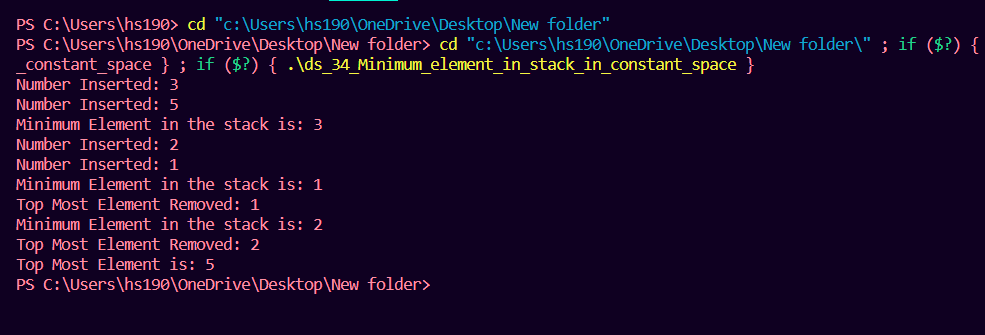 PS C:\Users\hs190> cd "c:\Users\hs190\OneDrive\Desktop\New folder"
PS C:\Users\hs190\OneDrive\Desktop\New folder> cd "c:\Users\hs190\OneDrive\Desktop\New folder\" ; if ($?) {
_constant_space } ; if ($?) { .\ds_34_Minimum_element_in_stack_in_constant_space }
Number Inserted: 3
Number Inserted: 5
Minimum Element in the stack is: 3
Number Inserted: 2
Number Inserted: 1
Minimum Element in the stack is: 1
Top Most Element Removed: 1
Minimum Element in the stack is: 2
Top Most Element Removed: 2
Top Most Element is: 5
PS C:\Users\hs190\OneDrive\Desktop\New folder>